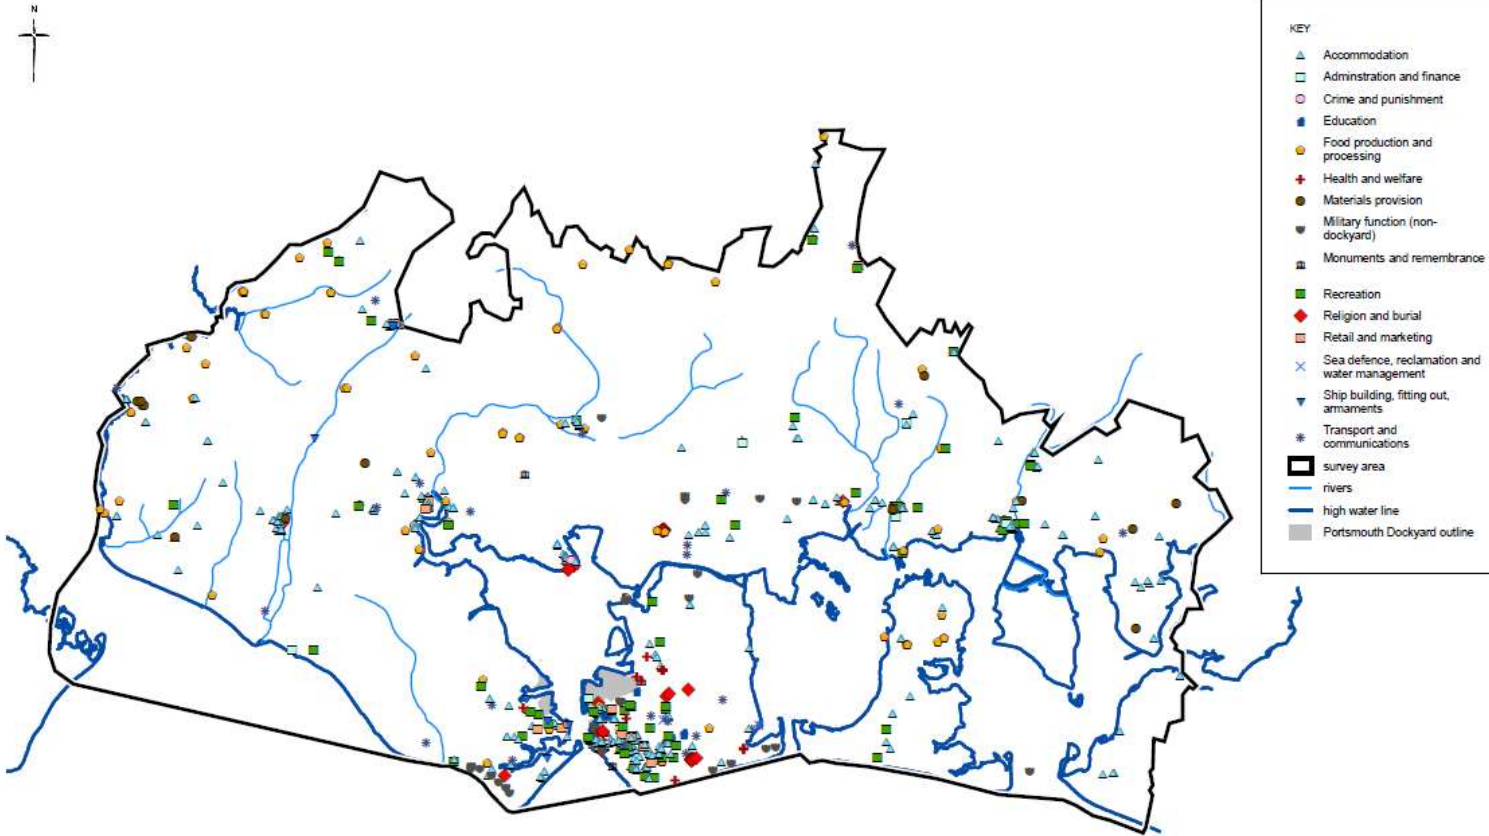 N
KEY
Accommodation
Adminstration and finance
Crime and punishment
Education
Food production and
processing
Health and welfare
Materials provision
Military function (non-
dockyard)
Monuments and remembrance
Recreation
Religion and burial
Retail and marketing
Sea defence, reclamation and
water management
Ship building, fitting out,
armaments
Transport and
communications
survey area
rivers
high water line
Portsmouth Dockyard outline